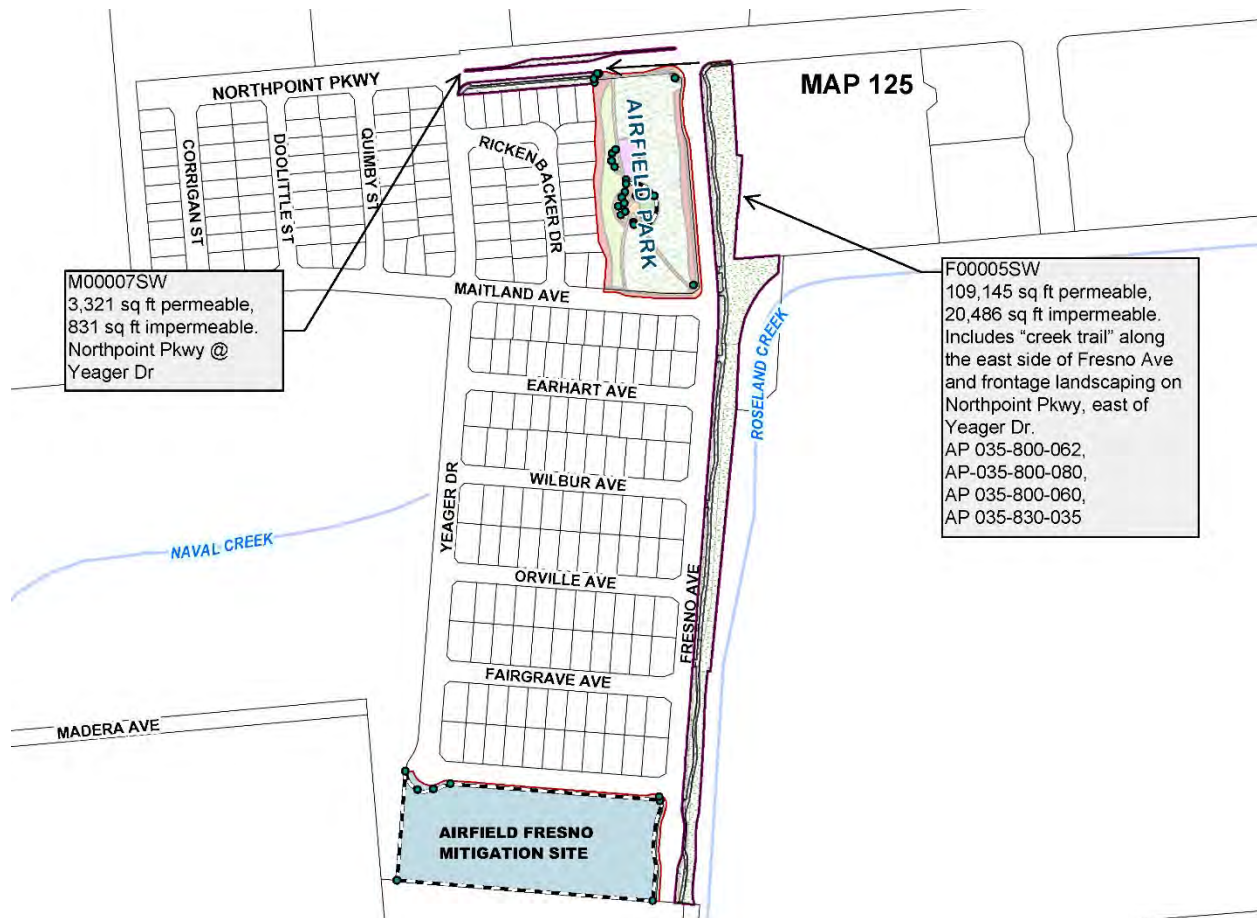 MAP 125
NORTHPOINT PKWY
CORRIGAN ST
DOOLITTLE ST
QUIMBY ST
RICKENBACKER DR
AIRFIELD PARK
M00007SW
3,321 sq ft permeable,
831 sq ft impermeable.
Northpoint Pkwy @
Yeager Dr
F00005SW
109,145 sq ft permeable,
20,486 sq ft impermeable.
Includes “creek trail” along
the east side of Fresno Ave
and frontage landscaping on
Northpoint Pkwy, east of
Yeager Dr.
AP 035-800-062,
AP-035-800-080,
AP 035-800-060,
AP 035-830-035
MAITLAND AVE
EARHART AVE
ROSELAND CREEK
WILBUR AVE
YEAGER DR
NAVAL CREEK
ORVILLE AVE
FRESNO AVE
FAIRGRAVE AVE
MADERA AVE
AIRFIELD FRESNO
MITIGATION SITE